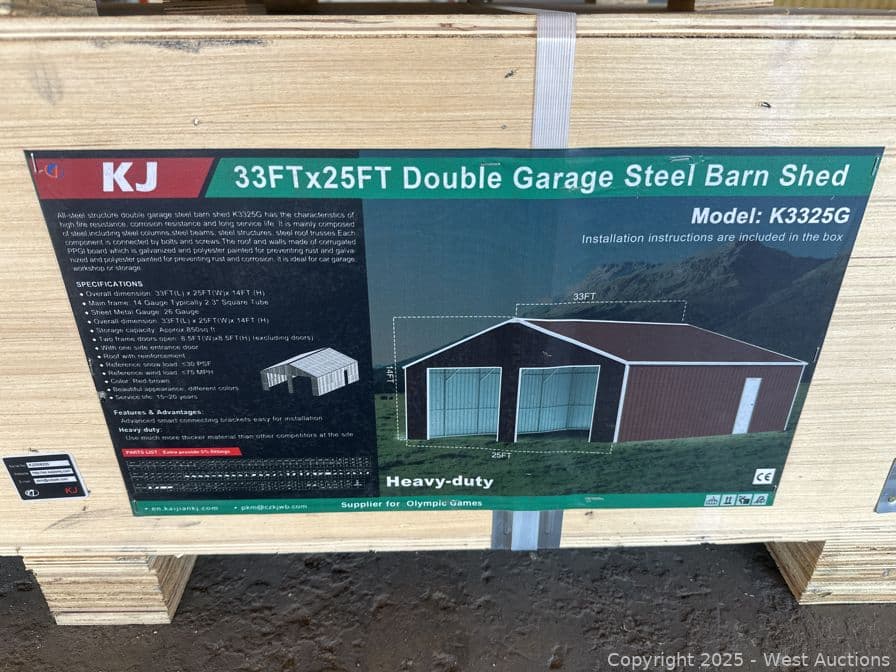 KJ
33FTx25FT Double Garage Steel Barn Shed
Model: K3325G
Installation instructions are included in the box
All-steel structure double garage steel barn shed K3325G has the characteristics of
high fire resistance, corrosion resistance and long service life. It is mainly composed
of steel,including steel columns,steel beams, steel structures, steel roof trusses.Each
component is connected by bolts and screws.The roof and walls made of corrugated
PPGI board which is galvanized and polyester painted for preventing rust and galva-
nized and polyester painted for preventing rust and corrosion. it is ideal for car garage,
workshop or storage.
SPECIFICATIONS
• Overall dimension: 33FT(L) x 25FT(W)x 14FT (H)
• Main frame: 14 Gauge Typically 2.3" Square Tube
• Sheet Metal Gauge: 26 Gauge
• Overall dimension: 33FT(L) x 25FT(W)x 14FT (H)
• Storage capacity: Approx.850sq ft
• Two frame doors open: 8.5FT(W)x8.5FT(H) (excluding doors)
• With one side entrance door
• Roof with reinforcement
• Reference snow load: ≤30 PSF
• Reference wind load: ≤75 MPH
• Color: Red brown
• Beautiful appearance, different colors
• Service life: 15~20 years
Features & Advantages:
Advanced smart connecting brackets easy for installation
Heavy duty:
Use much more thicker material than other competitors at the site
PARTS LIST Extra provide 5% fittings
33FT
14FT
25FT
Heavy-duty
CE
• en.kaijiankj.com • pkm@czkjwb.com Supplier for Olympic Games
KJ
Copyright © 2025 - West Auctions